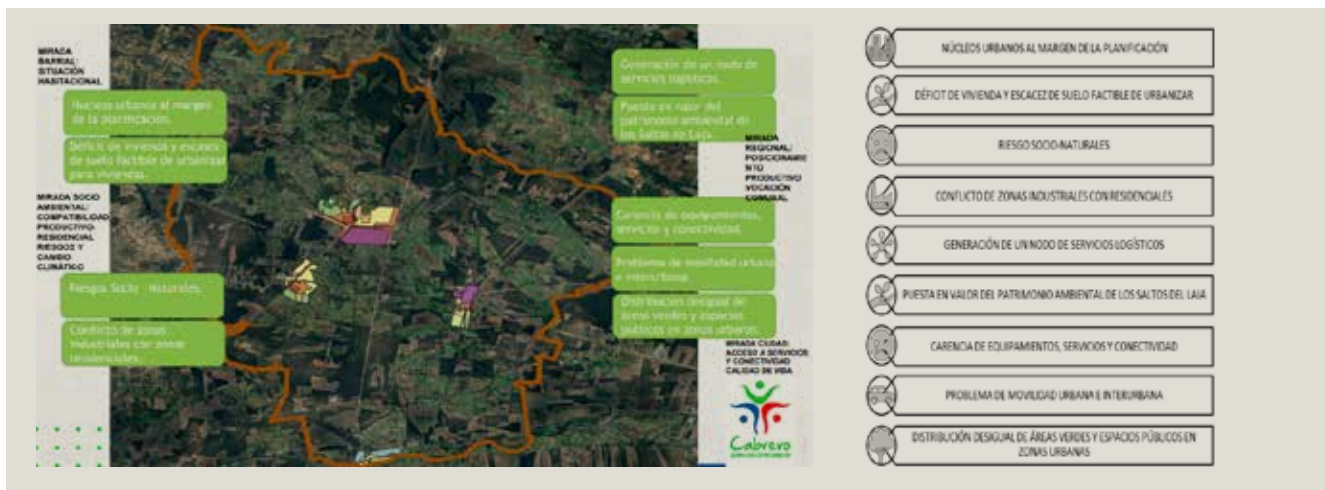 MIRADA
BARRIAL:
SITUACIÓN
HABITACIONAL
Núcleos urbanos al margen
de la planificación.
Déficit de vivienda y escasez
de suelo factible de urbanizar
para viviendas.
MIRADA SOCIO
AMBIENTAL:
COMPATIBILIDAD
PRODUCTIVO-
RESIDENCIAL
RIESGOS Y
CAMBIO
CLIMÁTICO
Riesgos Socio - Naturales.
Conflicto de zonas
industriales con zonas
residenciales.
Generación de un nodo de
servicios logísticos.
Puesta en valor del
patrimonio ambiental de
los Saltos de Laja.
MIRADA
REGIONAL:
POSICIONAMIE
NTO
PRODUCTIVO
VOCACIÓN
COMUNAL
Carencia de equipamientos,
servicios y conectividad.
Problema de movilidad urbana
e interurbana.
Distribución desigual de
áreas verdes y espacios
públicos en zonas urbanas.
MIRADA CIUDAD:
ACCESO A SERVICIOS
Y CONECTIVIDAD
CALIDAD DE VIDA
Cabrero
NÚCLEOS URBANOS AL MARGEN DE LA PLANIFICACIÓN
DÉFICIT DE VIVIENDA Y ESCACEZ DE SUELO FACTIBLE DE URBANIZAR
RIESGO SOCIO-NATURALES
CONFLICTO DE ZONAS INDUSTRIALES CON RESIDENCIALES
GENERACIÓN DE UN NODO DE SERVICIOS LOGÍSTICOS
PUESTA EN VALOR DEL PATRIMONIO AMBIENTAL DE LOS SALTOS DEL LAJA
CARENCIA DE EQUIPAMIENTOS, SERVICIOS Y CONECTIVIDAD
PROBLEMA DE MOVILIDAD URBANA E INTERURBANA
DISTRIBUCIÓN DESIGUAL DE ÁREAS VERDES Y ESPACIOS PÚBLICOS EN
ZONAS URBANAS